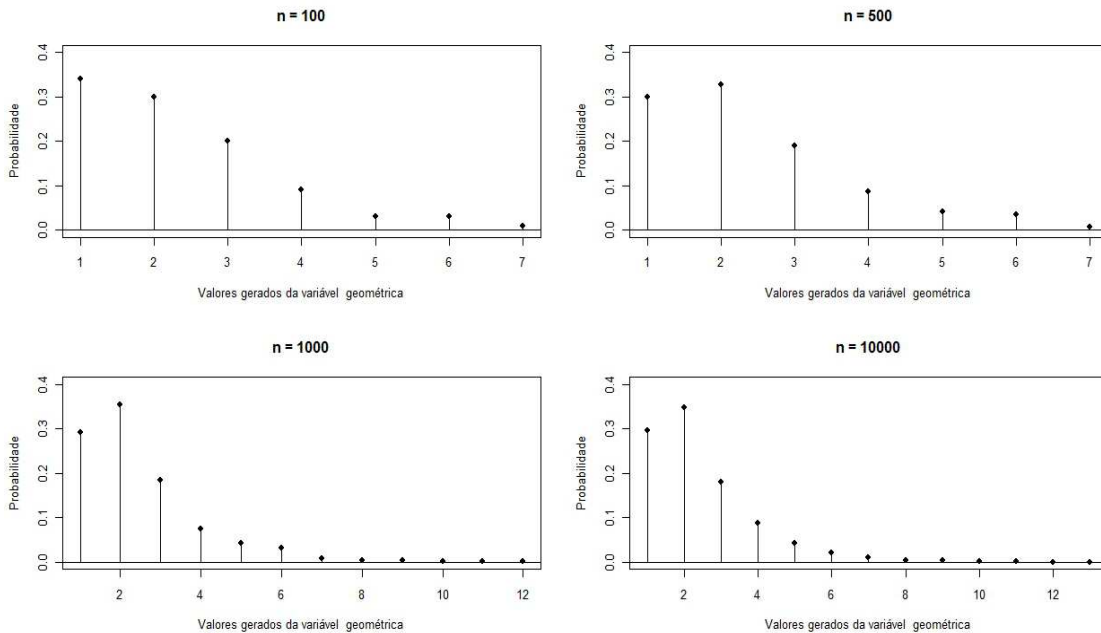 n = 100
0.4
0.3
0.2
0.1
0.0
Probabilidade
1 2 3 4 5 6 7
Valores gerados da variável geométrica
n = 500
0.4
0.3
0.2
0.1
0.0
Probabilidade
1 2 3 4 5 6 7
Valores gerados da variável geométrica
n = 1000
0.4
0.3
0.2
0.1
0.0
Probabilidade
2 4 6 8 10 12
Valores gerados da variável geométrica
n = 10000
0.4
0.3
0.2
0.1
0.0
Probabilidade
2 4 6 8 10 12
Valores gerados da variável geométrica